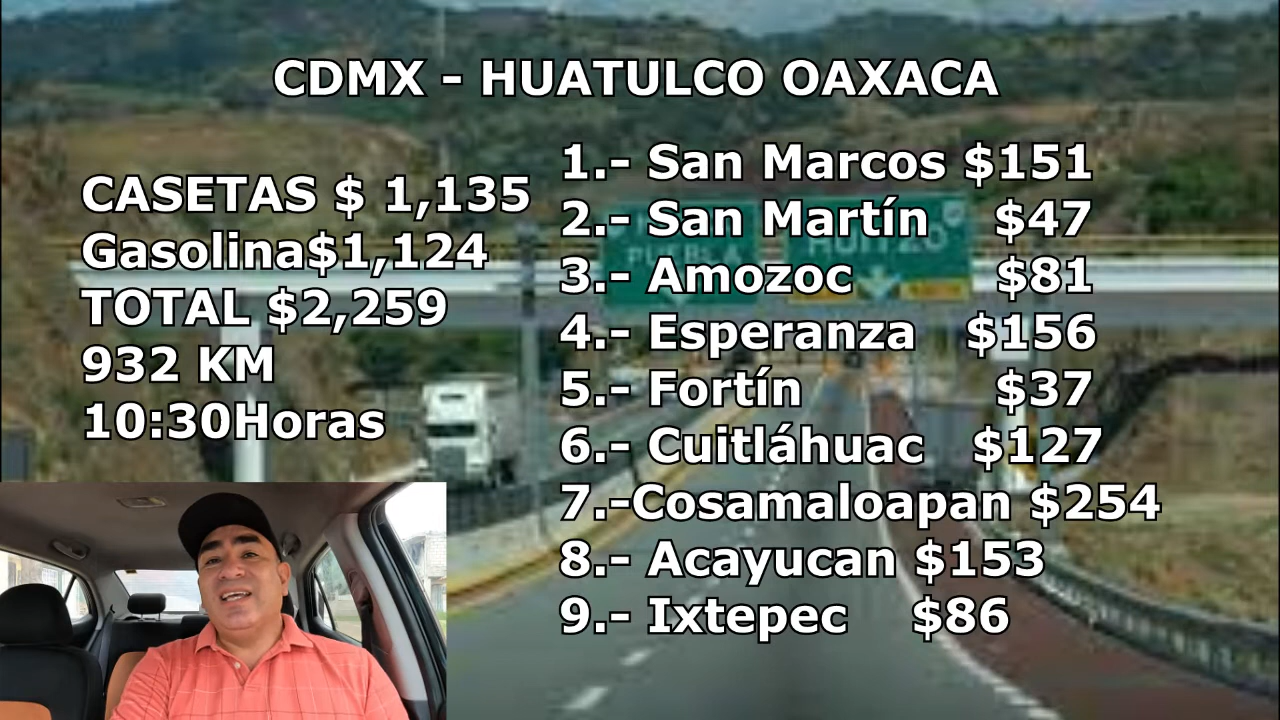 CDMX - HUATULCO OAXACA
CASETAS $ 1,135
Gasolina$1,124
TOTAL $2,259
932 KM
10:30Horas
1.- San Marcos $151
2.- San Martín $47
3.- Amozoc $81
4.- Esperanza $156
5.- Fortín $37
6.- Cuitláhuac $127
7.-Cosamaloapan $254
8.- Acayucan $153
9.- Ixtepec $86
PUEBLA